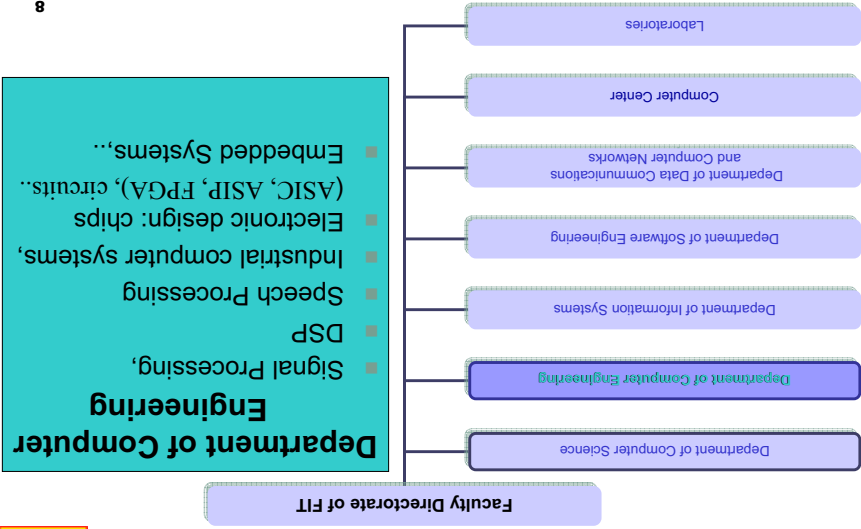 Faculty Directorate of FIT
Department of Computer Science
Department of Computer Engineering
Department of Information Systems
Department of Software Engineering
Department of Data Communications
and Computer Networks
Computer Center
Laboratories
Department of Computer
Engineering
Signal Processing,
DSP
Speech Processing
Industrial computer systems,
Electronic design: chips
(ASIC, ASIP, FPGA), circuits..
Embedded Systems,..
8